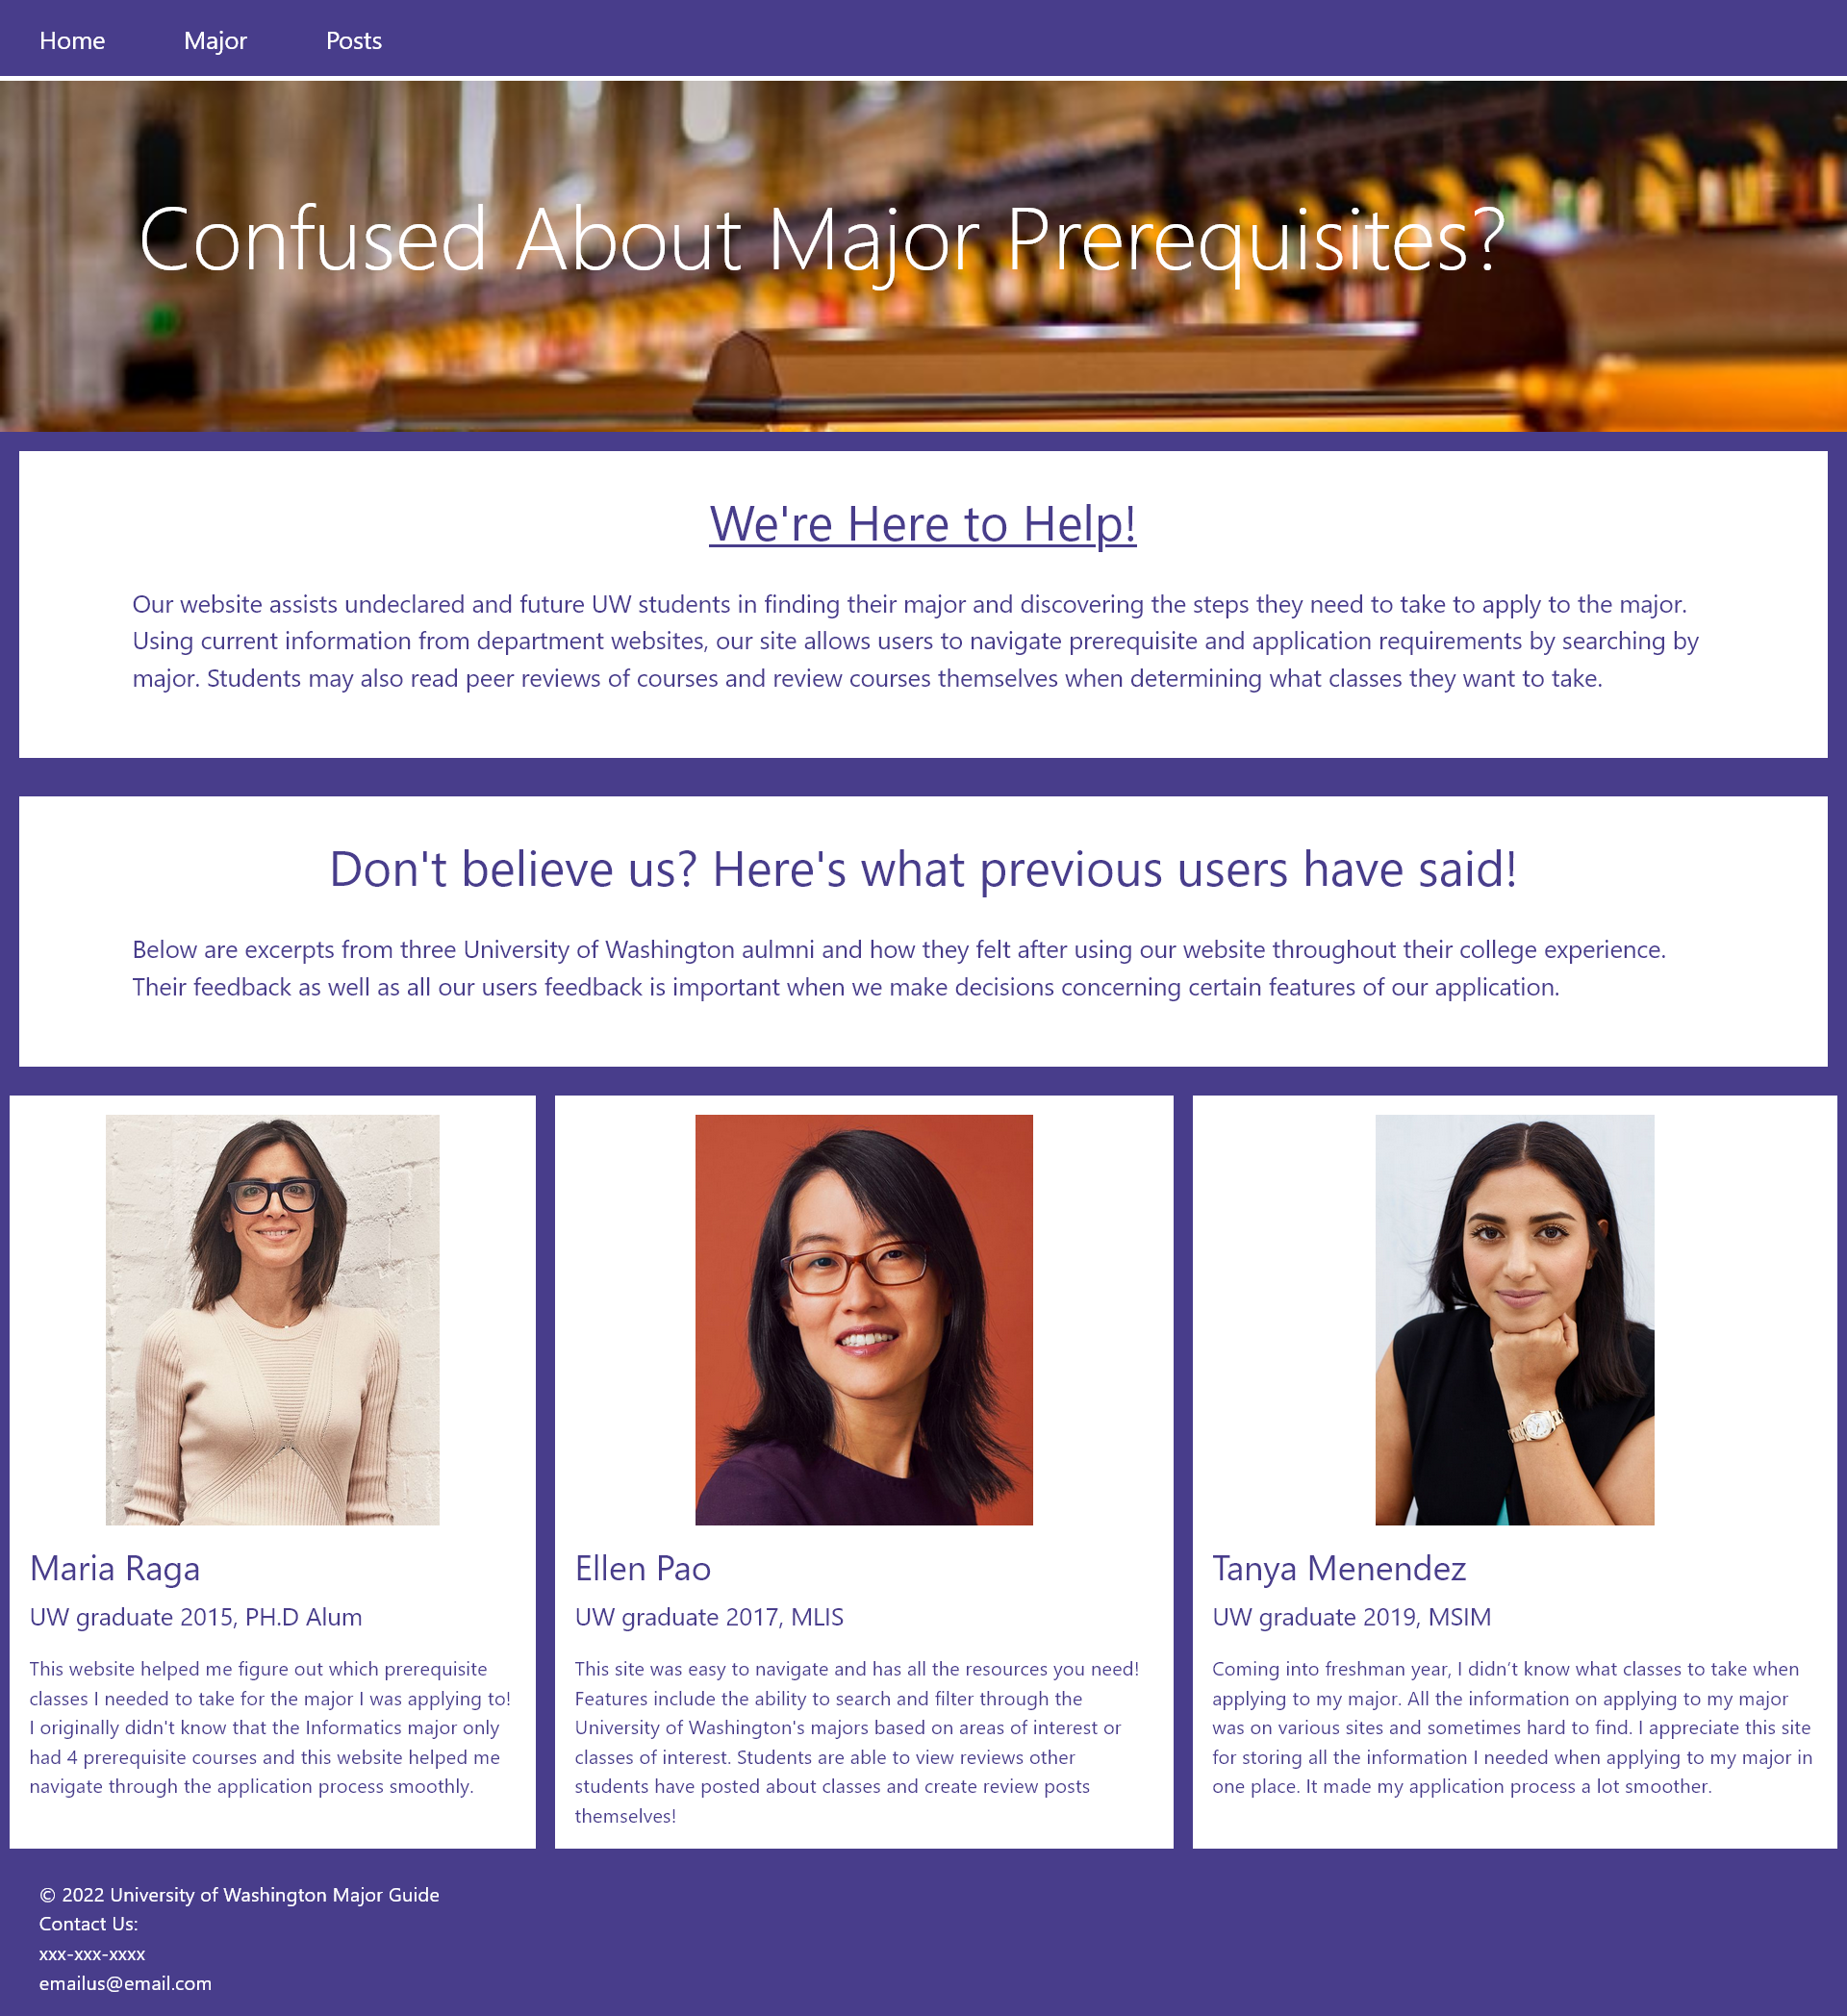 Home Major Posts
Confused About Major Prerequisites?
We're Here to Help!
Our website assists undeclared and future UW students in finding their major and discovering the steps they need to take to apply to the major.
Using current information from department websites, our site allows users to navigate prerequisite and application requirements by searching by
major. Students may also read peer reviews of courses and review courses themselves when determining what classes they want to take.
Don't believe us? Here's what previous users have said!
Below are excerpts from three University of Washington aulmni and how they felt after using our website throughout their college experience.
Their feedback as well as all our users feedback is important when we make decisions concerning certain features of our application.
Maria Raga
UW graduate 2015, PH.D Alum
This website helped me figure out which prerequisite
classes I needed to take for the major I was applying to!
I originally didn't know that the Informatics major only
had 4 prerequisite courses and this website helped me
navigate through the application process smoothly.
Ellen Pao
UW graduate 2017, MLIS
This site was easy to navigate and has all the resources you need!
Features include the ability to search and filter through the
University of Washington's majors based on areas of interest or
classes of interest. Students are able to view reviews other
students have posted about classes and create review posts
themselves!
Tanya Menendez
UW graduate 2019, MSIM
Coming into freshman year, I didn’t know what classes to take when
applying to my major. All the information on applying to my major
was on various sites and sometimes hard to find. I appreciate this site
for storing all the information I needed when applying to my major in
one place. It made my application process a lot smoother.
© 2022 University of Washington Major Guide
Contact Us:
xxx-xxx-xxxx
emailus@email.com